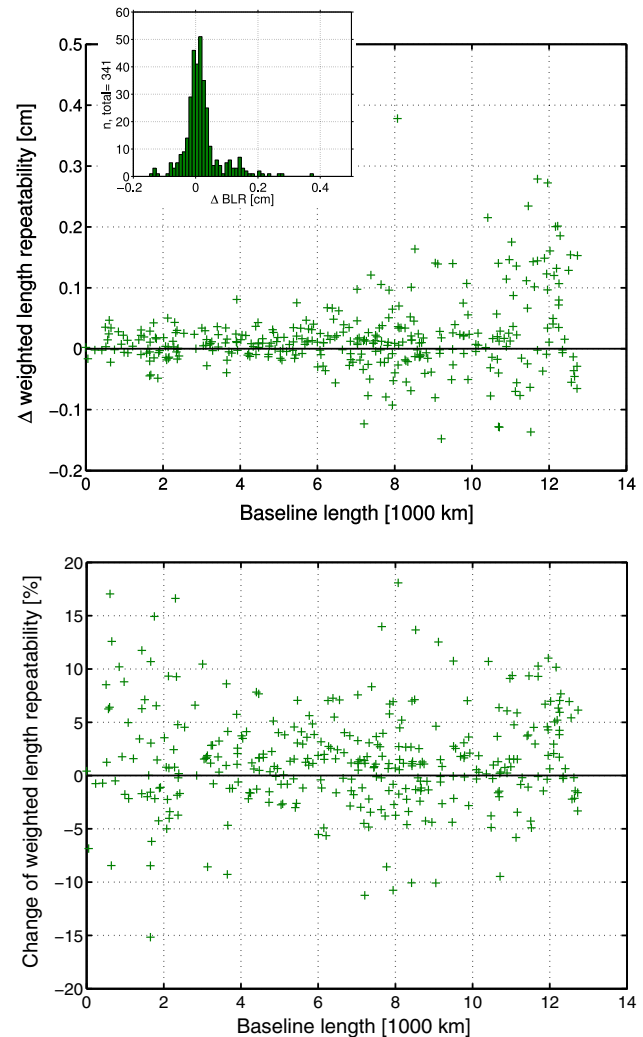 60
50
40
30
20
10
0
n, total= 341
−0.2 0 0.2 0.4
Δ BLR [cm]
0.5
0.4
0.3
0.2
0.1
0
−0.1
−0.2
Δ weighted length repeatability [cm]
0 2 4 6 8 10 12 14
Baseline length [1000 km]
20
15
10
5
0
−5
−10
−15
−20
Change of weighted length repeatability [%]
0 2 4 6 8 10 12 14
Baseline length [1000 km]